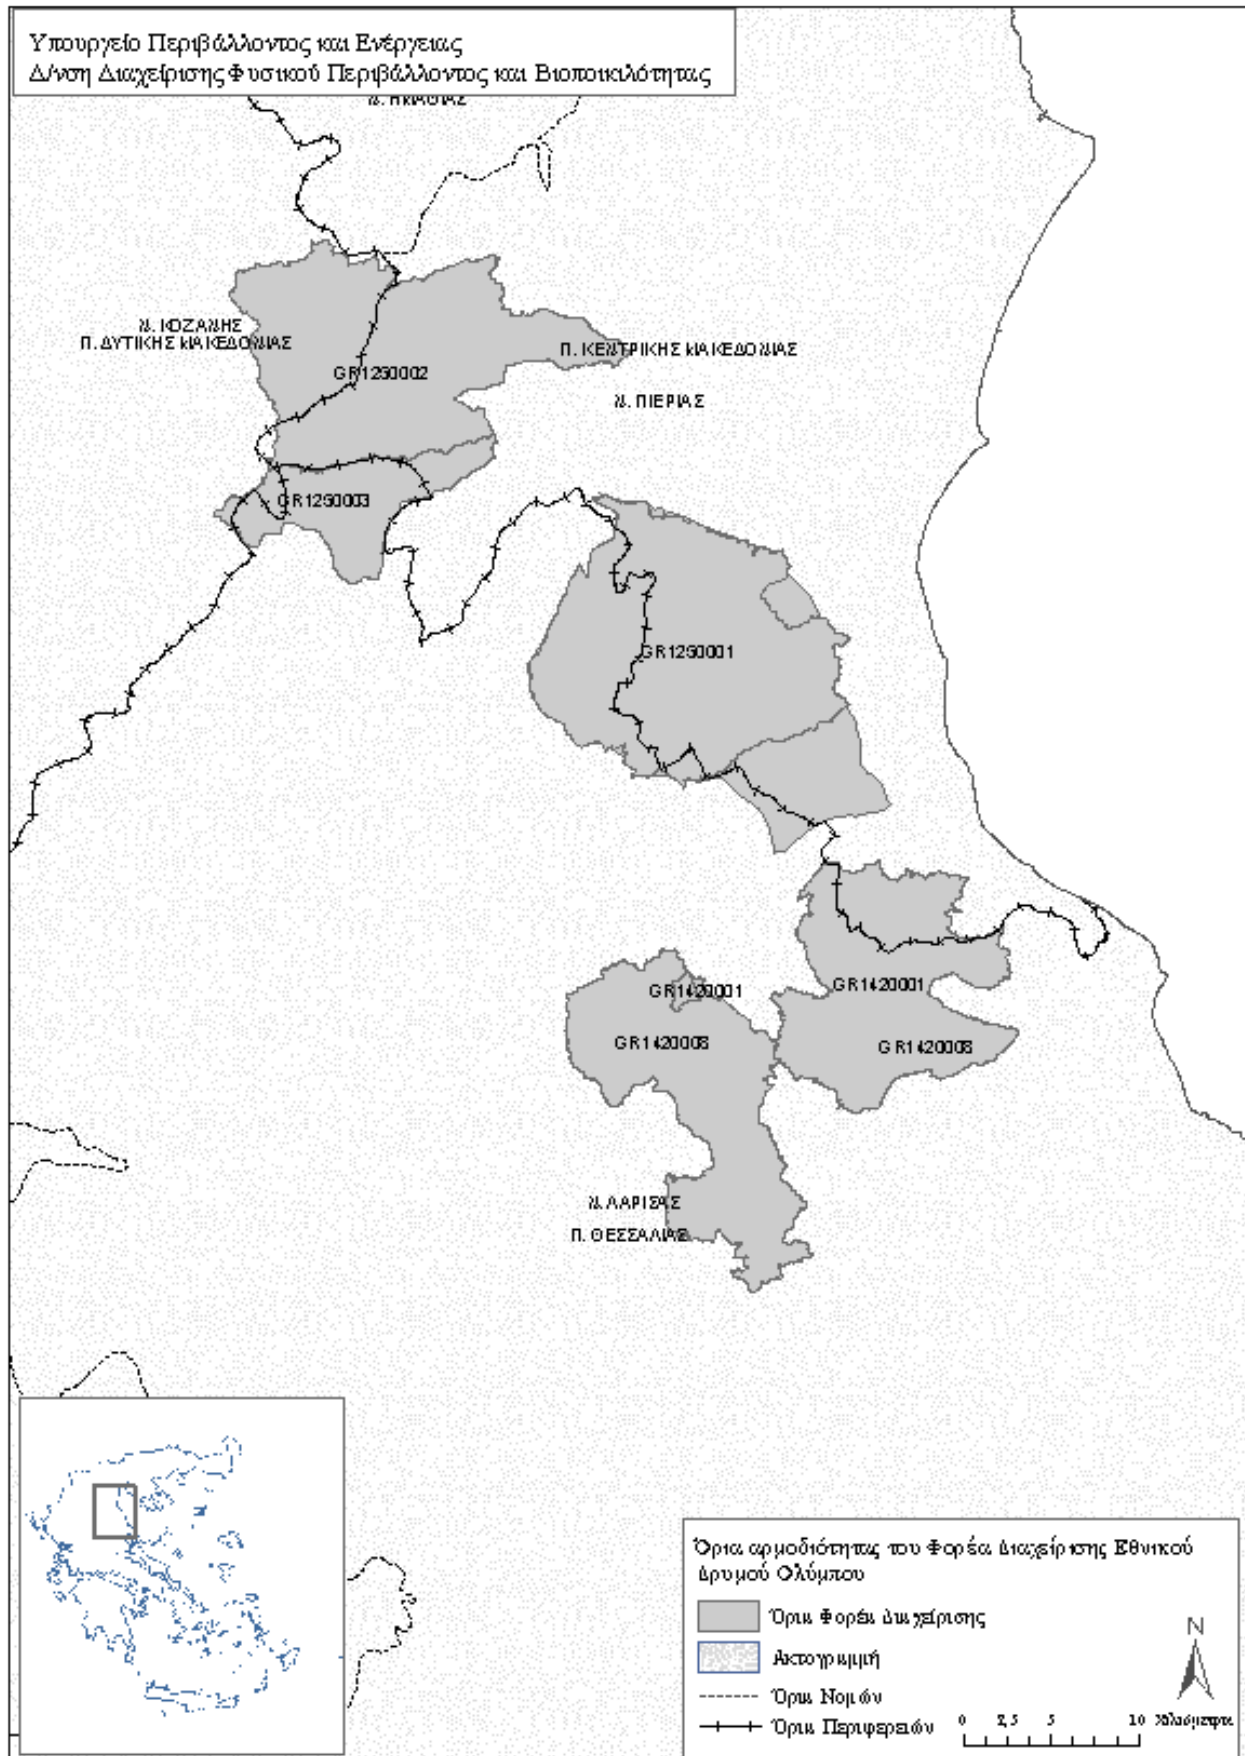 Υπουργείο Περιβάλλοντος και Ενέργειας
Δ/νση Διαχείρισης Φυσικού Περιβάλλοντος και Βιοποικιλότητας
Ν. ΗΜΑΘΙΑΣ
Ν. ΚΟΖΑΝΗΣ
Π. ΔΥΤΙΚΗΣ ΜΑΚΕΔΟΝΙΑΣ
Π. ΚΕΝΤΡΙΚΗΣ ΜΑΚΕΔΟΝΙΑΣ
GR1250002
Ν. ΠΙΕΡΙΑΣ
GR1250003
GR1250001
GR1420001
GR1420001
GR1420008
GR1420008
Ν. ΛΑΡΙΣΑΣ
Π. ΘΕΣΣΑΛΙΑΣ
Όρια αρμοδιότητας του Φορέα Διαχείρισης Εθνικού
Δρυμού Ολύμπου
Όρια Φορέα Διαχείρισης
Ακτογραμμή
Όρια Νομών
Όρια Περιφερειών
N
0 2,5 5 10 Χιλιόμετρα